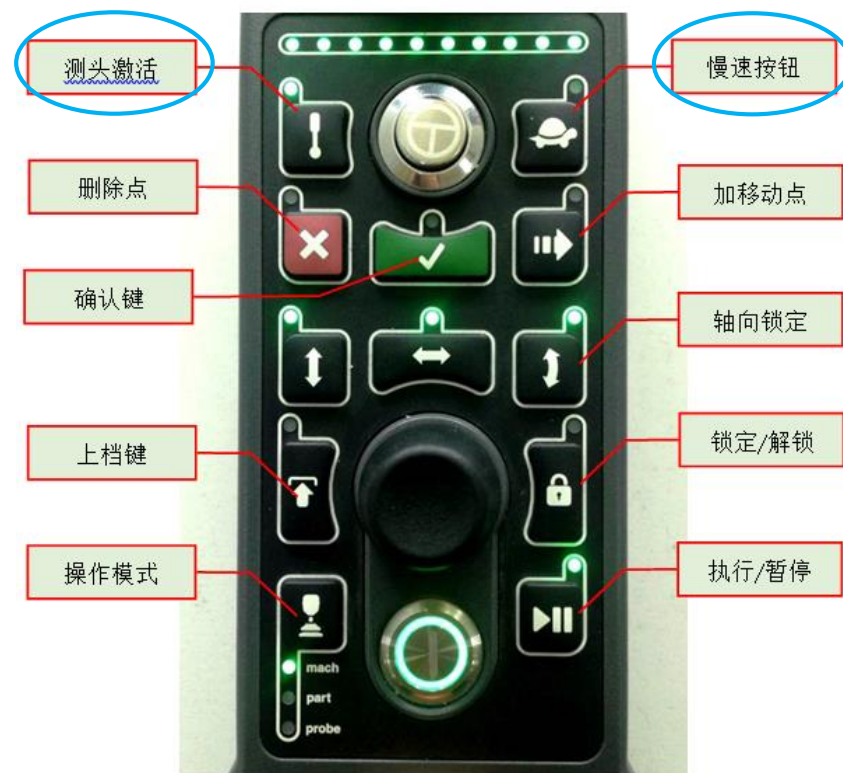 测头激活
慢速按钮
删除点
加移动点
确认键
轴向锁定
上档键
锁定/解锁
操作模式
执行/暂停
mach
part
probe